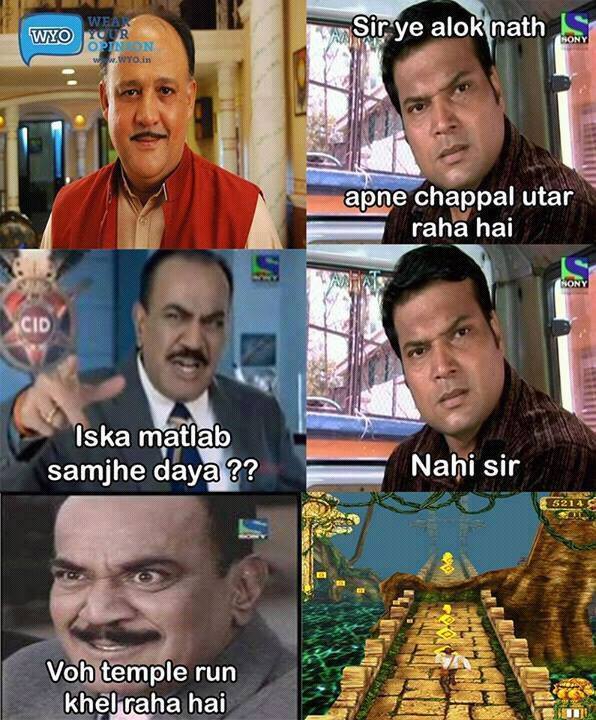 WYO
WEAR
YOUR
OPINION
www.WYO.in
Sir ye alok nath
SONY
apne chappal utar
raha hai
CID
SONY
Iska matlab
samjhe daya ??
SONY
Nahi sir
SONY
Voh temple run
khel raha hai
5214